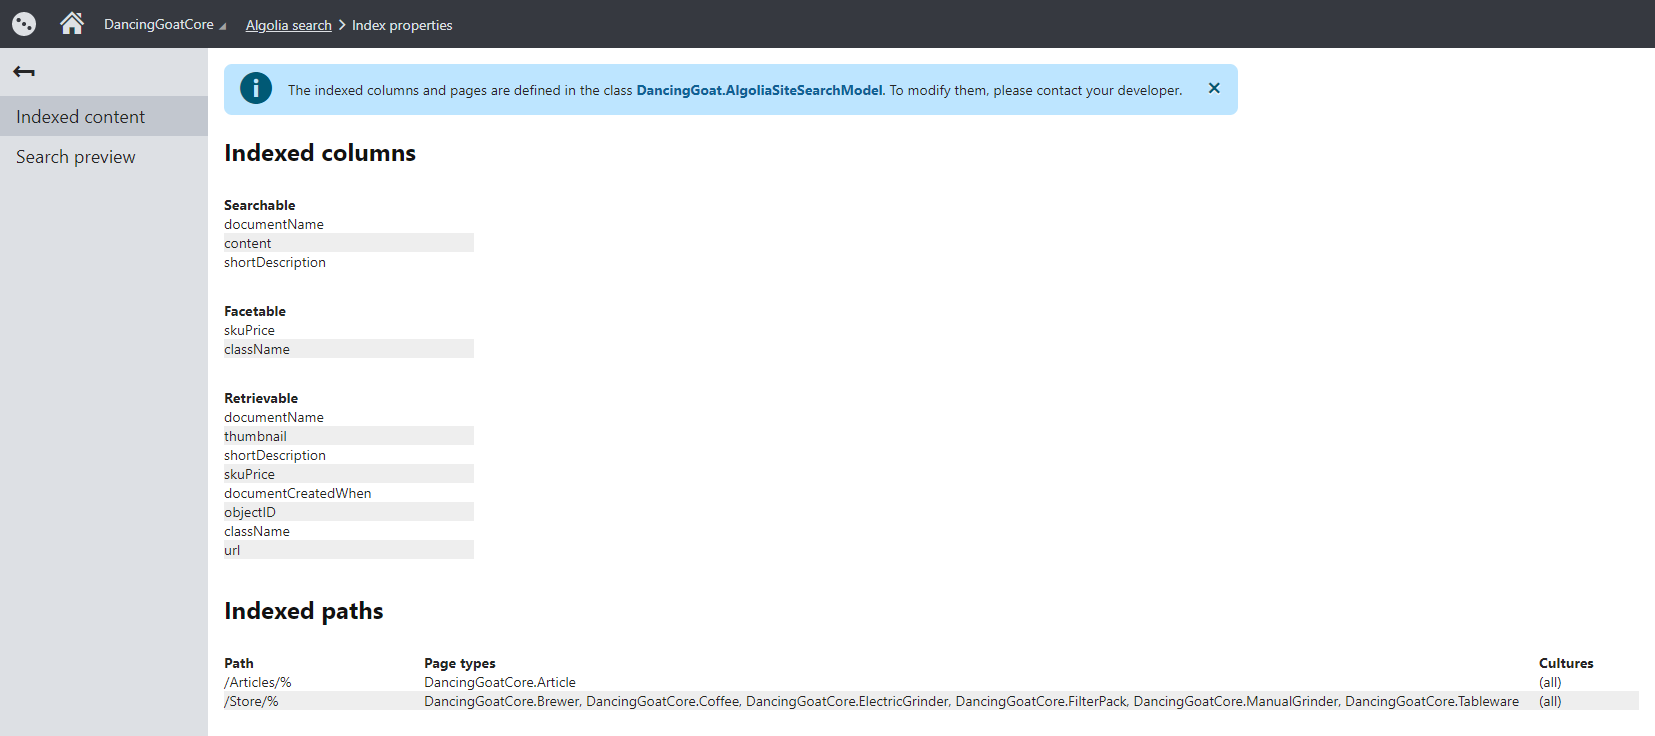 DancingGoatCore Algolia search Index properties
Indexed content
Search preview
The indexed columns and pages are defined in the class DancingGoat.AlgoliaSiteSearchModel. To modify them, please contact your developer.
Indexed columns
Searchable
documentName
content
shortDescription
Facetable
skuPrice
className
Retrievable
documentName
thumbnail
shortDescription
skuPrice
documentCreatedWhen
objectID
className
url
Indexed paths
Path Page types Cultures
/Articles/% DancingGoatCore.Article (all)
/Store/% DancingGoatCore.Brewer, DancingGoatCore.Coffee, DancingGoatCore.ElectricGrinder, DancingGoatCore.FilterPack, DancingGoatCore.ManualGrinder, DancingGoatCore.Tableware (all)